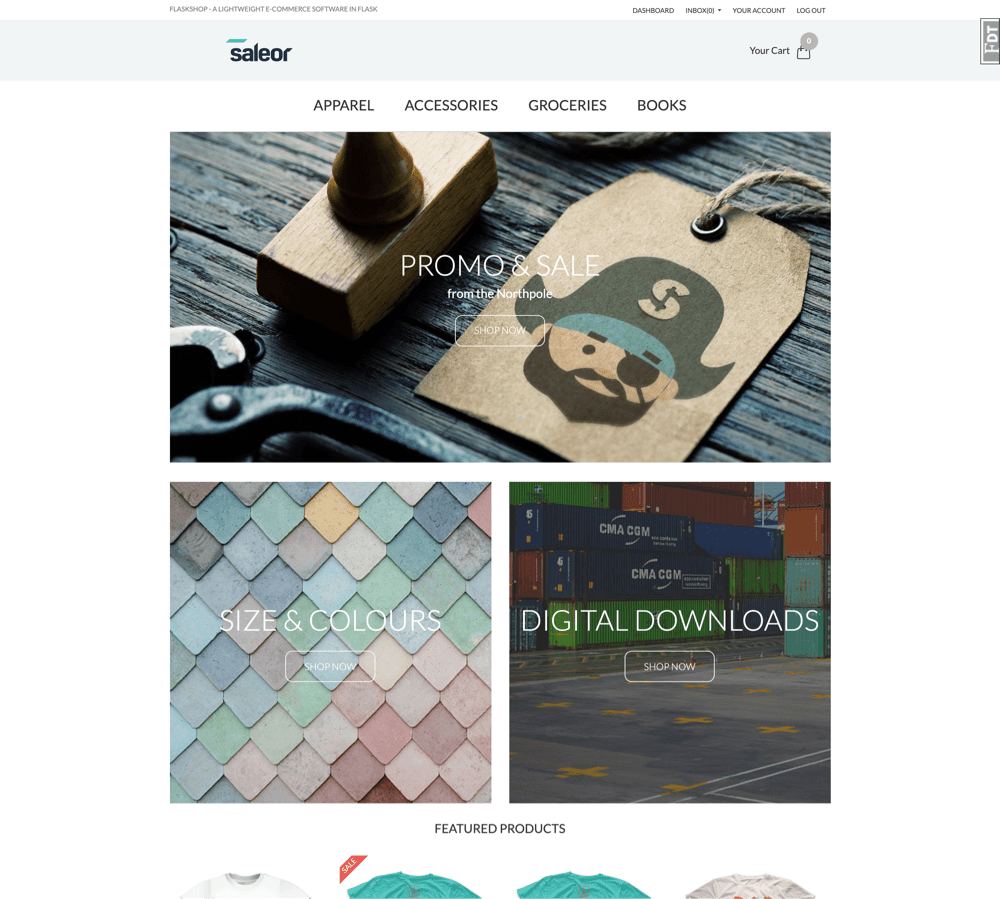 FLASKSHOP - A LIGHTWEIGHT E-COMMERCE SOFTWARE IN FLASK
DASHBOARD INBOX(0) YOUR ACCOUNT LOG OUT
saleor
Your Cart 0
FDT
APPAREL ACCESSORIES GROCERIES BOOKS
PROMO & SALE
from the Northpole
SHOP NOW
CMA CGM
CMA CGM
SIZE & COLOURS
SHOP NOW
DIGITAL DOWNLOADS
SHOP NOW
FEATURED PRODUCTS
SALE